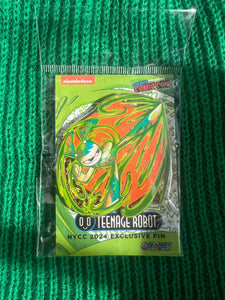 nickelodeon
COMIC CON
TEENAGE ROBOT
NYCC 2024 EXCLUSIVE PIN